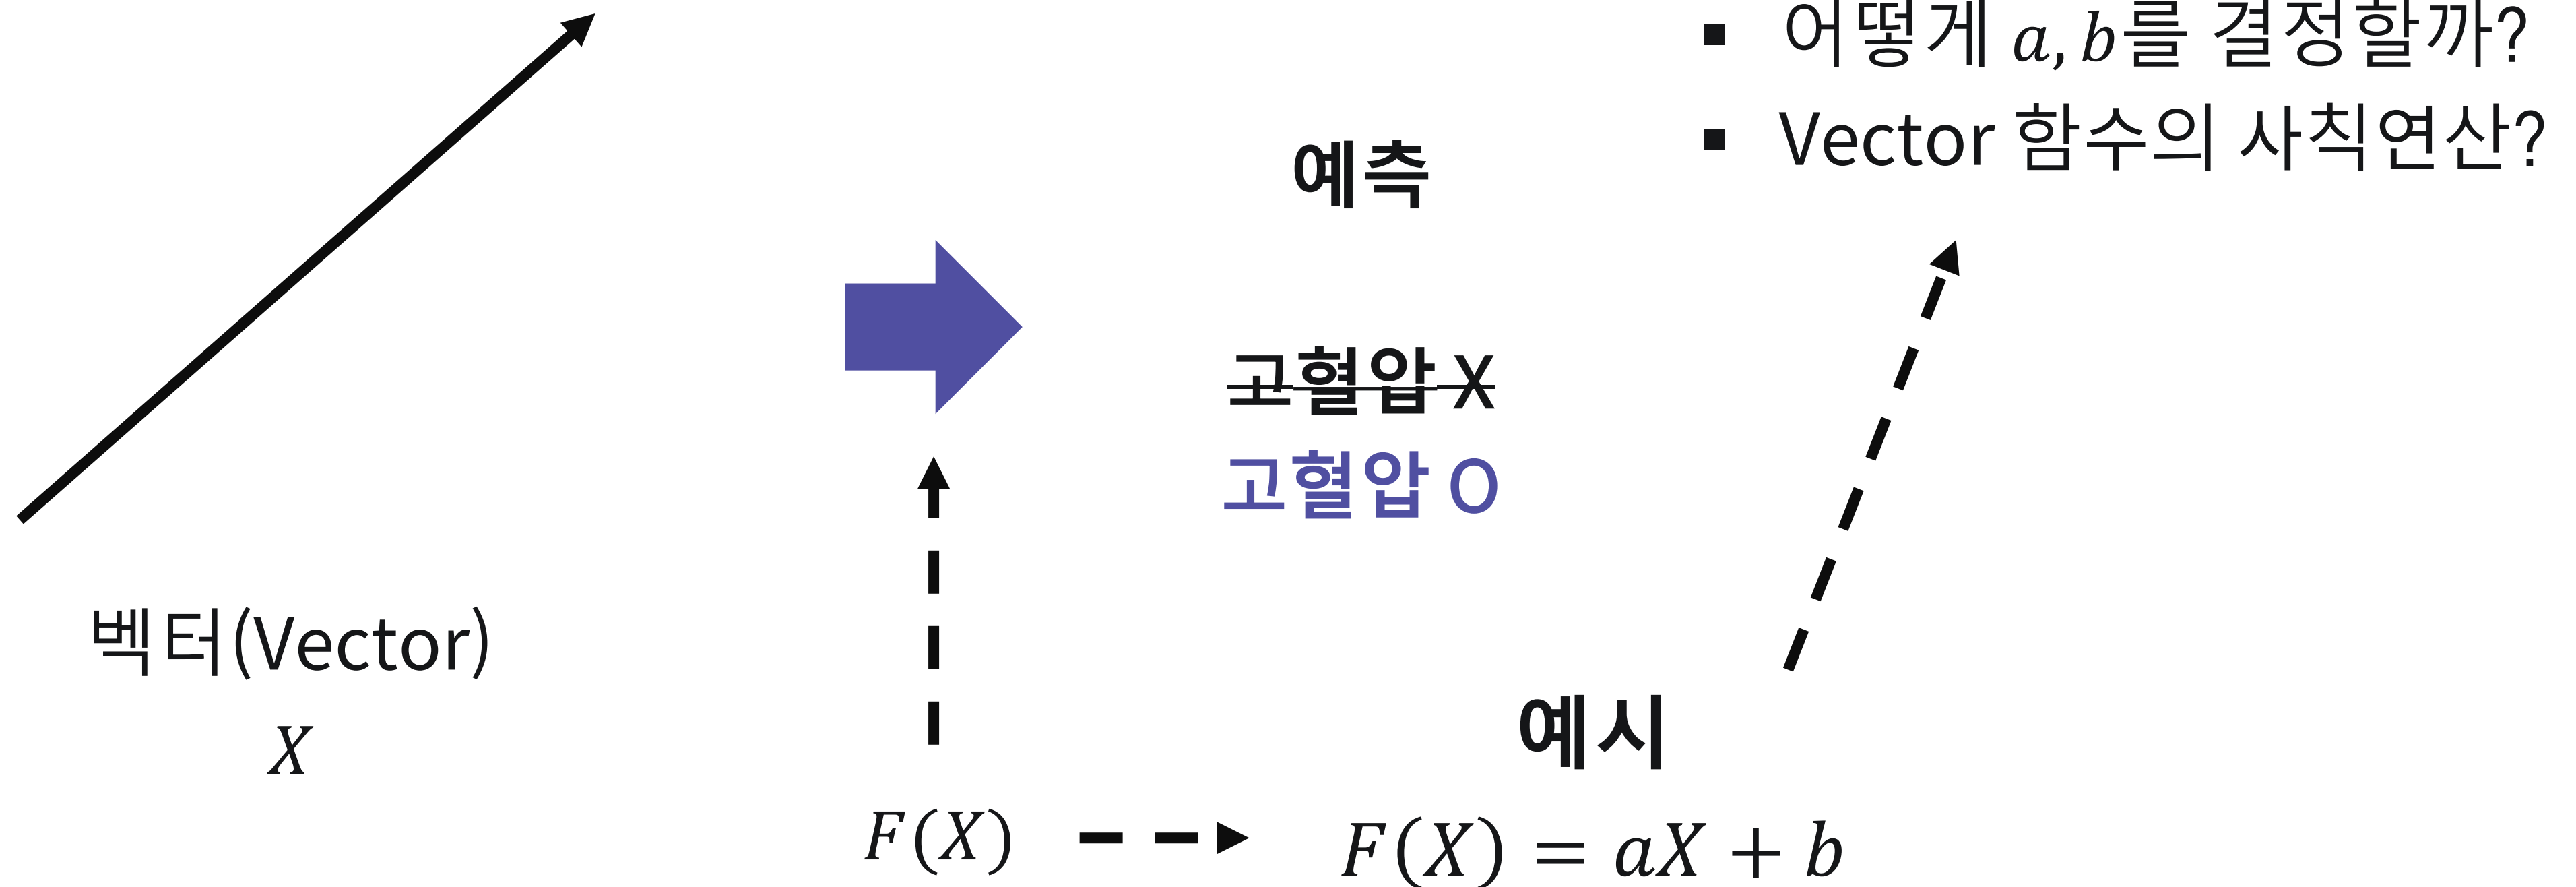 어떻게 a, b를 결정할까?
Vector 함수의 사칙연산?
예측
고혈압 X
고혈압 O
벡터(Vector)
X
예시
F(X)
F(X) = aX + b